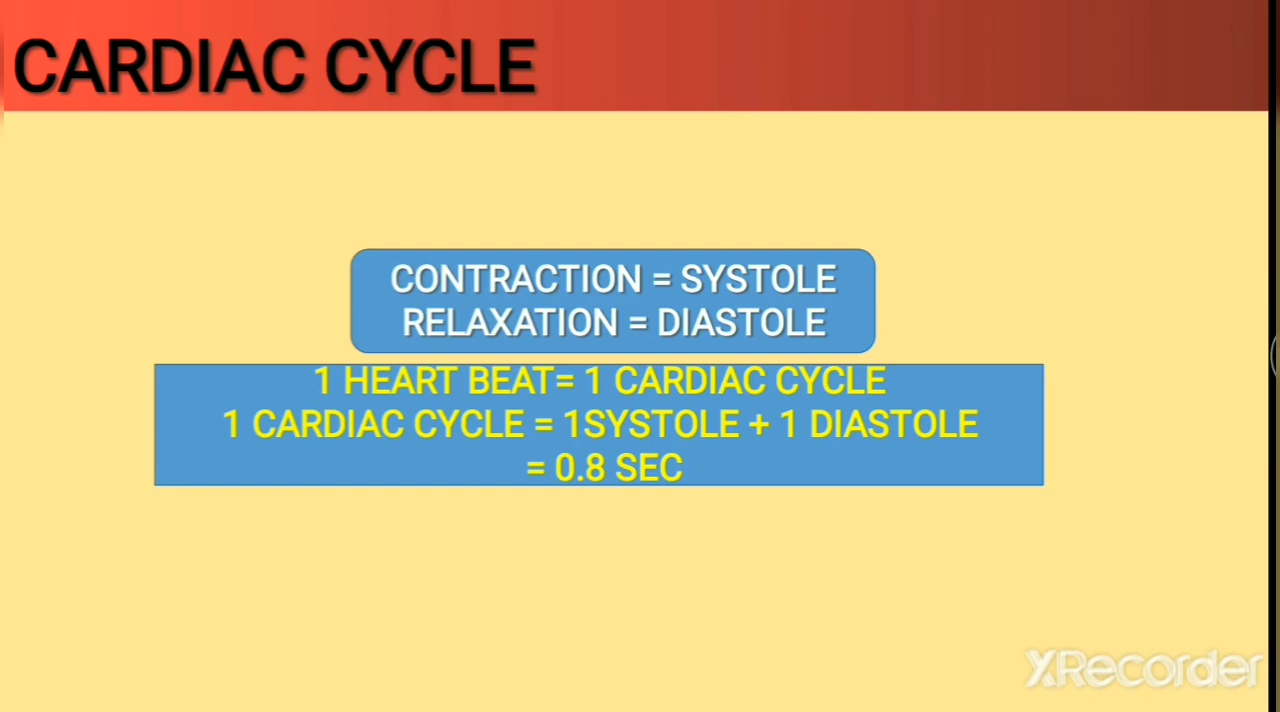 CARDIAC CYCLE
CONTRACTION = SYSTOLE
RELAXATION = DIASTOLE
1 HEART BEAT= 1 CARDIAC CYCLE
1 CARDIAC CYCLE = 1SYSTOLE + 1 DIASTOLE
= 0.8 SEC
XRecorder